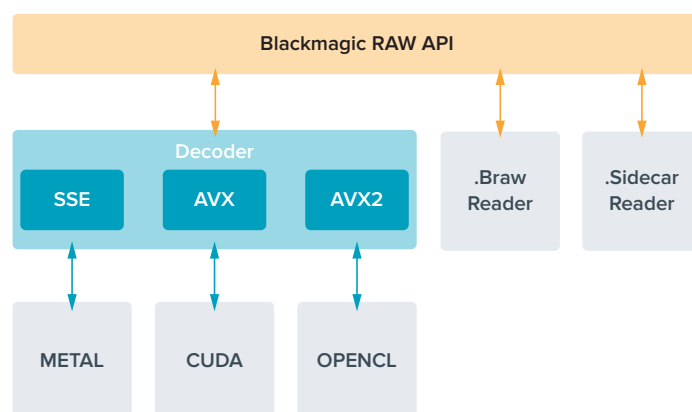 Blackmagic RAW API
Decoder
SSE
AVX
AVX2
.Braw
Reader
.Sidecar
Reader
METAL
CUDA
OPENCL